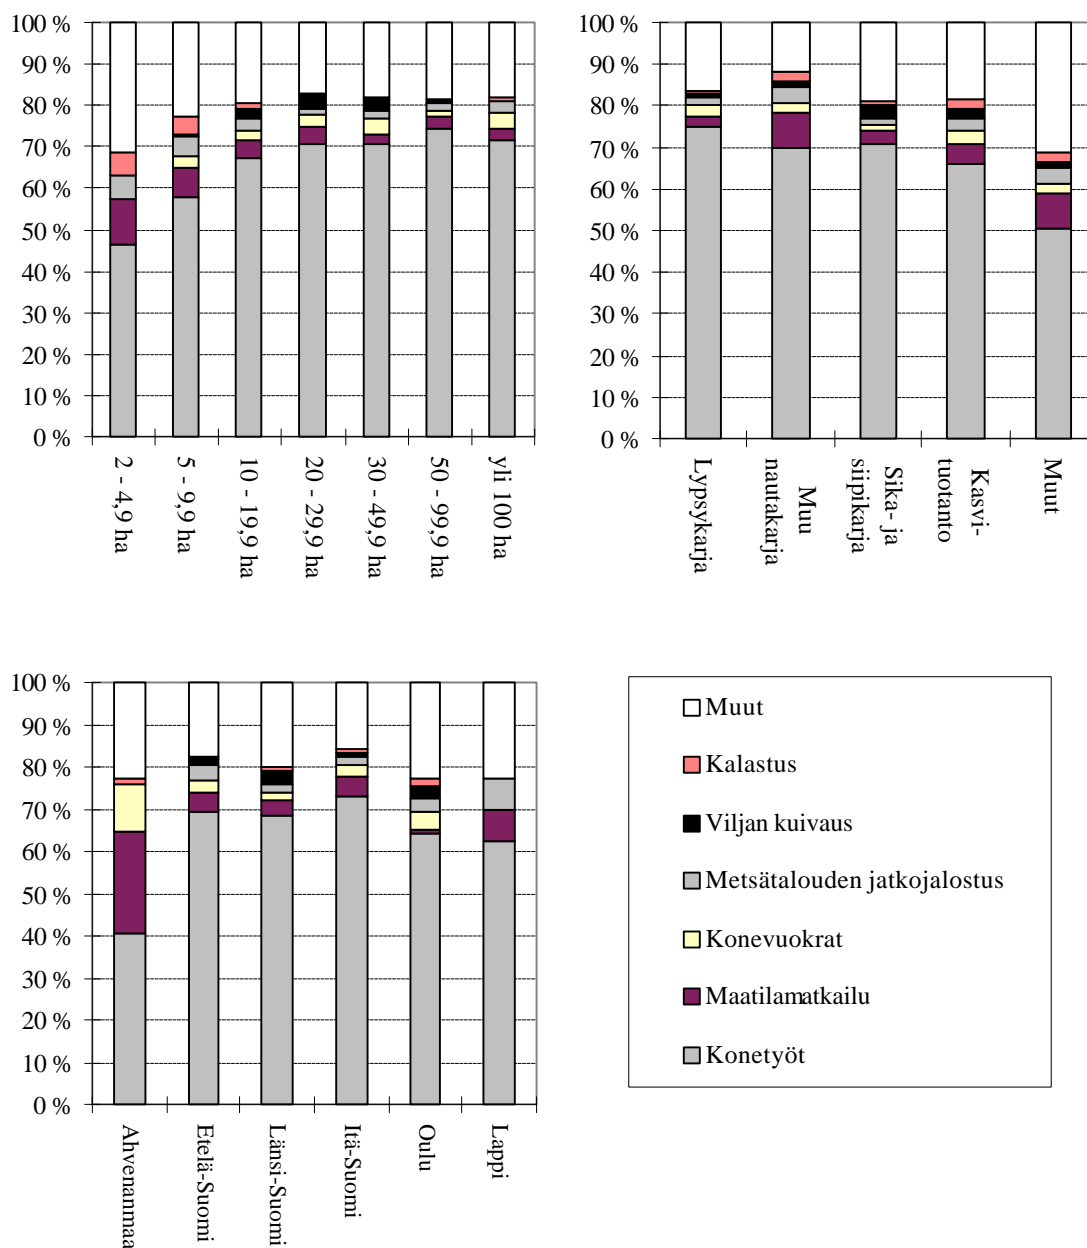 100 %
90 %
80 %
70 %
60 %
50 %
40 %
30 %
20 %
10 %
0 %
2 - 4,9 ha
5 - 9,9 ha
10 - 19,9 ha
20 - 29,9 ha
30 - 49,9 ha
50 - 99,9 ha
yli 100 ha
100 %
90 %
80 %
70 %
60 %
50 %
40 %
30 %
20 %
10 %
0 %
Lypsykarja
Muu
nautakarja
Sika- ja
siipikarja
Kasvi-
tuotanto
Muut
100 %
90 %
80 %
70 %
60 %
50 %
40 %
30 %
20 %
10 %
0 %
Ahvenanmaa
Etelä-Suomi
Länsi-Suomi
Itä-Suomi
Oulu
Lappi
Muut
Kalastus
Viljan kuivaus
Metsätalouden jatkojalostus
Konevuokrat
Maatilamatkailu
Konetyöt